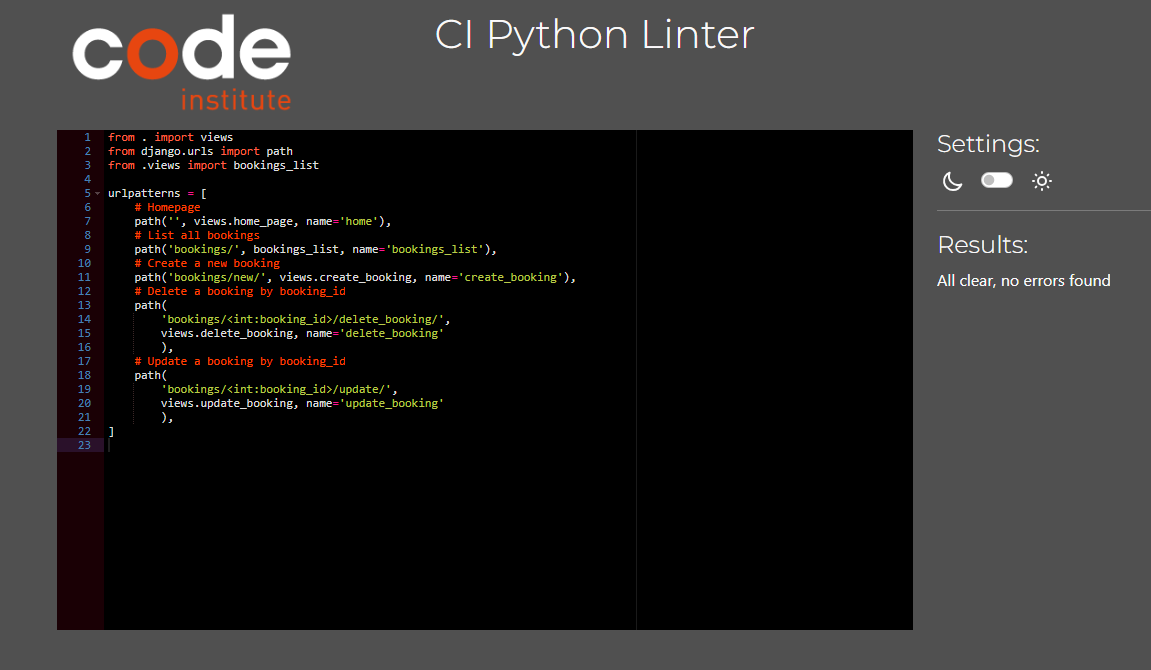 code
institute
CI Python Linter
1 from . import views
2 from django.urls import path
3 from .views import bookings_list
4
5 urlpatterns = [
6     # Homepage
7     path('', views.home_page, name='home'),
8     # List all bookings
9     path('bookings/', bookings_list, name='bookings_list'),
10     # Create a new booking
11     path('bookings/new/', views.create_booking, name='create_booking'),
12     # Delete a booking by booking_id
13     path(
14         'bookings/<int:booking_id>/delete_booking/',
15         views.delete_booking, name='delete_booking'
16         ),
17     # Update a booking by booking_id
18     path(
19         'bookings/<int:booking_id>/update/',
20         views.update_booking, name='update_booking'
21         ),
22 ]
23
Settings:
Results:
All clear, no errors found